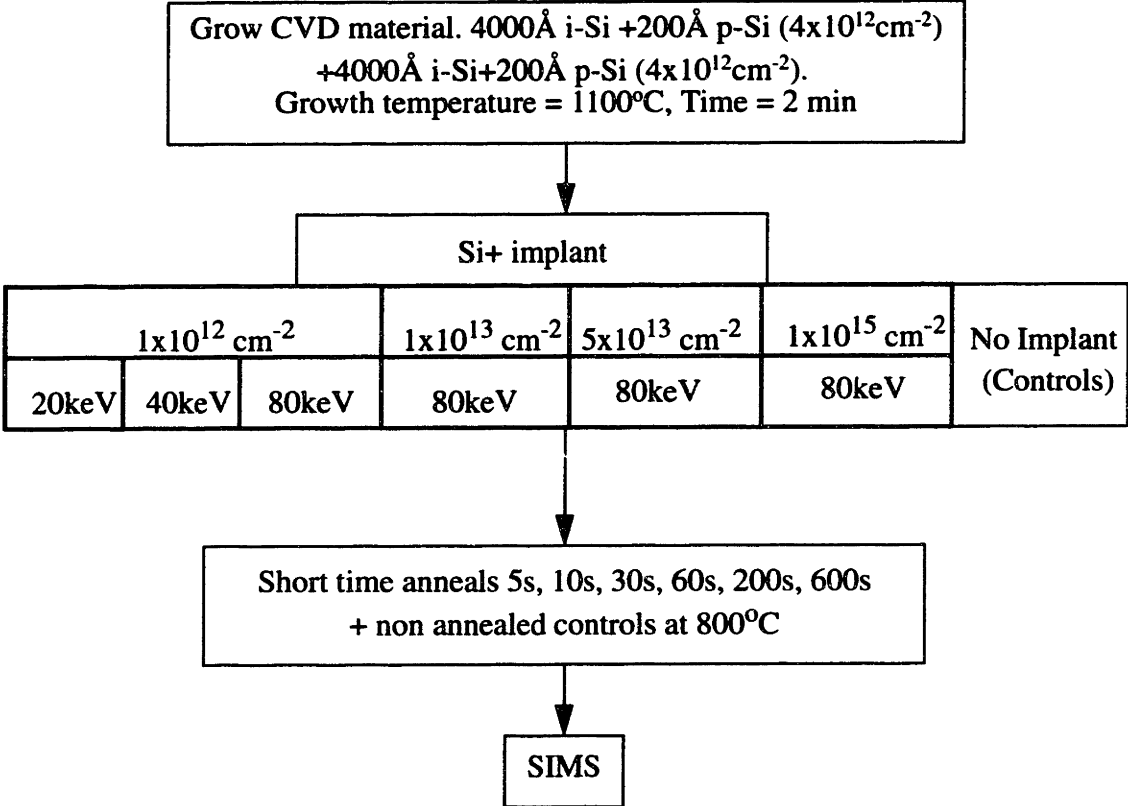 Grow CVD material. 4000Å i-Si +200Å p-Si (4x10¹²cm⁻²)
+4000Å i-Si+200Å p-Si (4x10¹²cm⁻²).
Growth temperature = 1100°C, Time = 2 min
Si+ implant
1x10¹² cm⁻²
1x10¹³ cm⁻²
5x10¹³ cm⁻²
1x10¹⁵ cm⁻²
No Implant
(Controls)
20keV
40keV
80keV
80keV
80keV
80keV
Short time anneals 5s, 10s, 30s, 60s, 200s, 600s
+ non annealed controls at 800°C
SIMS